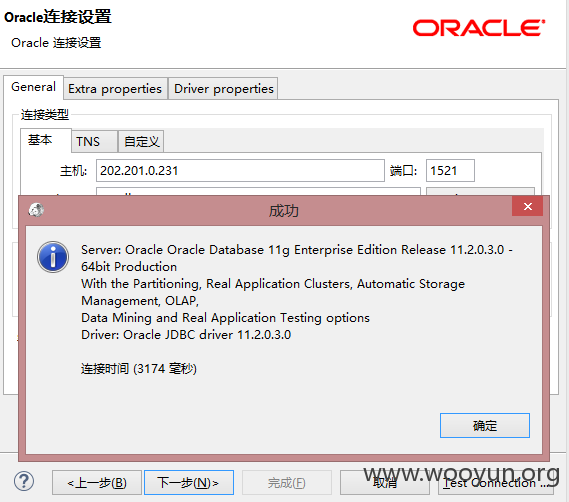 Oracle连接设置
Oracle 连接设置
ORACLE
General Extra properties Driver properties
连接类型
基本 TNS 自定义
主机: 202.201.0.231 端口: 1521
成功
Server: Oracle Oracle Database 11g Enterprise Edition Release 11.2.0.3.0 -
64bit Production
With the Partitioning, Real Application Clusters, Automatic Storage
Management, OLAP,
Data Mining and Real Application Testing options
Driver: Oracle JDBC driver 11.2.0.3.0
连接时间 (3174 毫秒)
确定
<上一步(B) 下一步(N)> 完成(F) 取消 Test Connection ...
www.wooyun.org